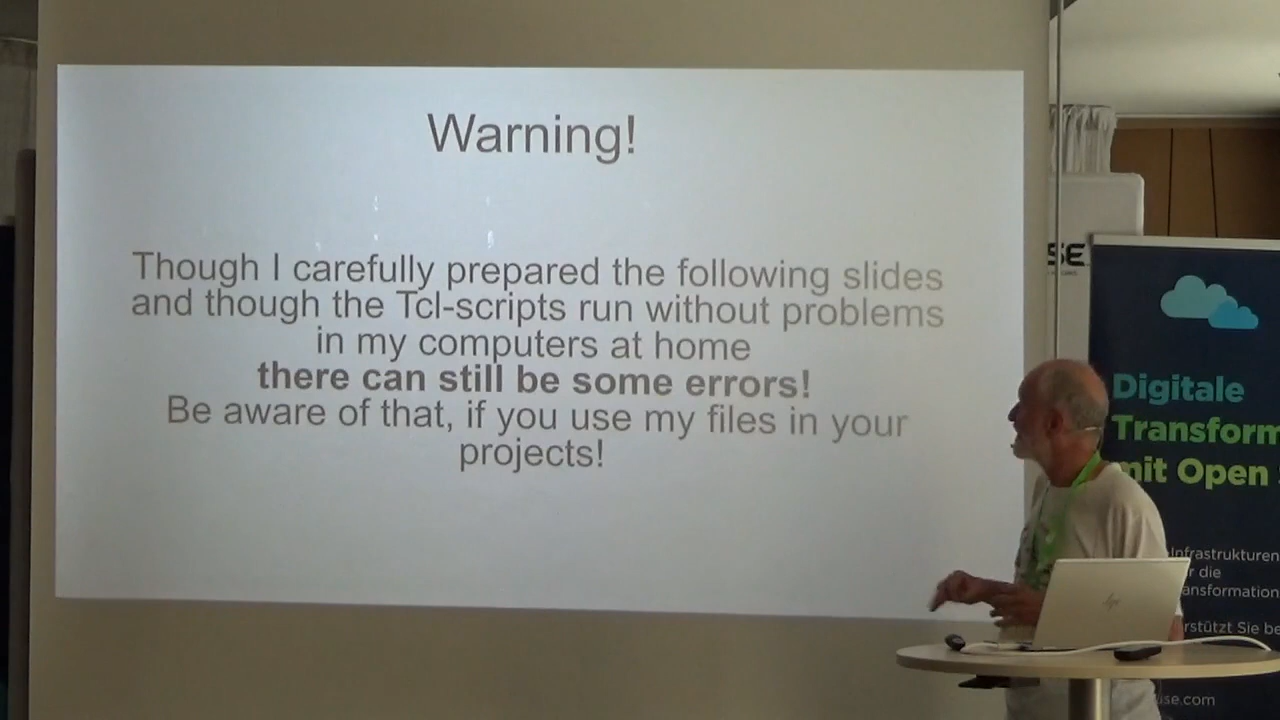 Warning!
Though I carefully prepared the following slides
and though the Tcl-scripts run without problems
in my computers at home
there can still be some errors!
Be aware of that, if you use my files in your
projects!
SE
Digitale
Transform
mit Open
Infrastrukturen
r die
ansformation
rstützt Sie be
use.com
hp